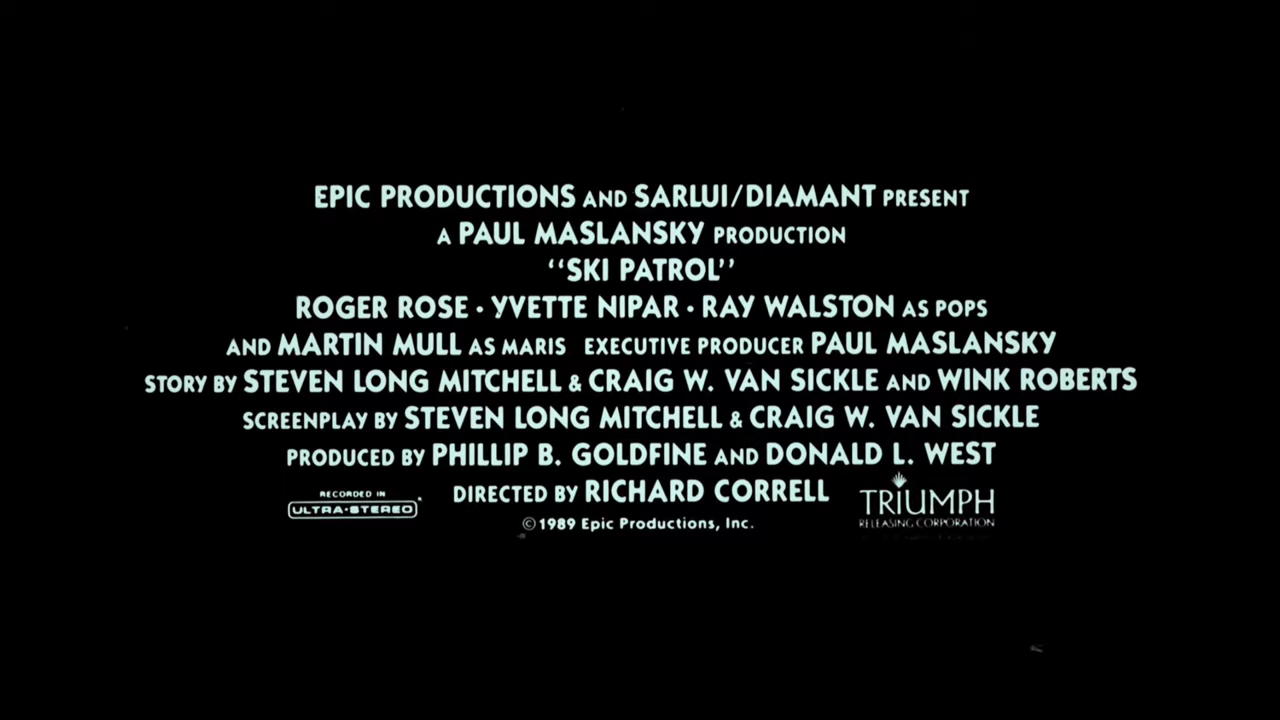 EPIC PRODUCTIONS AND SARLUI/DIAMANT PRESENT
A PAUL MASLANSKY PRODUCTION
"SKI PATROL"
ROGER ROSE · YVETTE NIPAR · RAY WALSTON AS POPS
AND MARTIN MULL AS MARIS EXECUTIVE PRODUCER PAUL MASLANSKY
STORY BY STEVEN LONG MITCHELL & CRAIG W. VAN SICKLE AND WINK ROBERTS
SCREENPLAY BY STEVEN LONG MITCHELL & CRAIG W. VAN SICKLE
PRODUCED BY PHILLIP B. GOLDFINE AND DONALD L. WEST
DIRECTED BY RICHARD CORRELL
RECORDED IN
ULTRA·STEREO
TRIUMPH
RELEASING CORPORATION
©1989 Epic Productions, Inc.